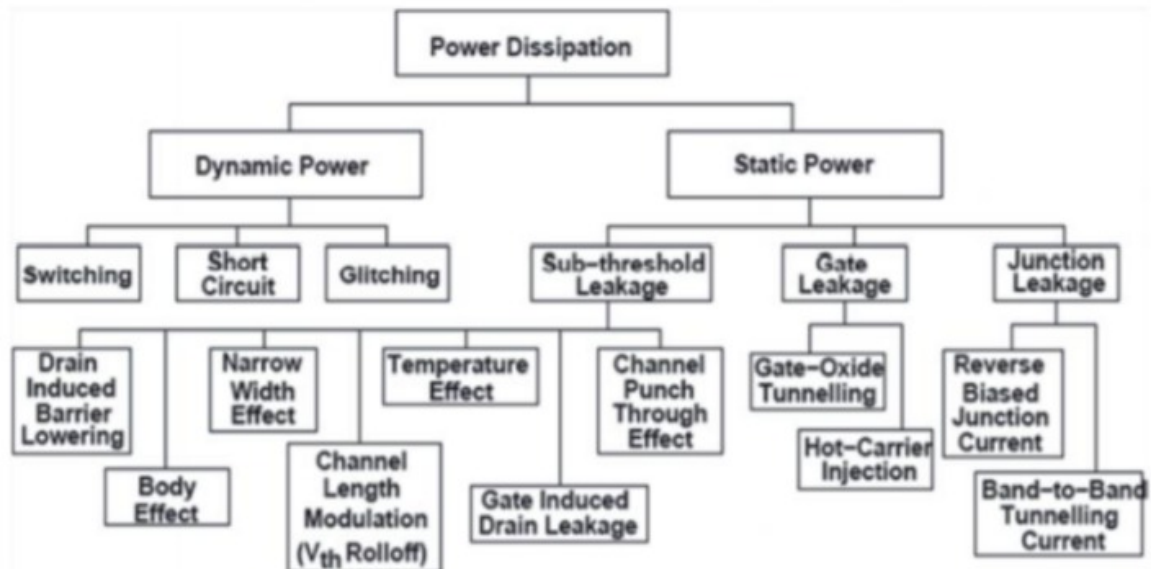 Power Dissipation
Dynamic Power
Static Power
Switching
Short
Circuit
Glitching
Sub-threshold
Leakage
Gate
Leakage
Junction
Leakage
Drain
Induced
Barrier
Lowering
Body
Effect
Narrow
Width
Effect
Channel
Length
Modulation
(Vth Rolloff)
Temperature
Effect
Gate Induced
Drain Leakage
Channel
Punch
Through
Effect
Gate-Oxide
Tunnelling
Hot-Carrier
Injection
Reverse
Biased
Junction
Current
Band-to-Band
Tunnelling
Current